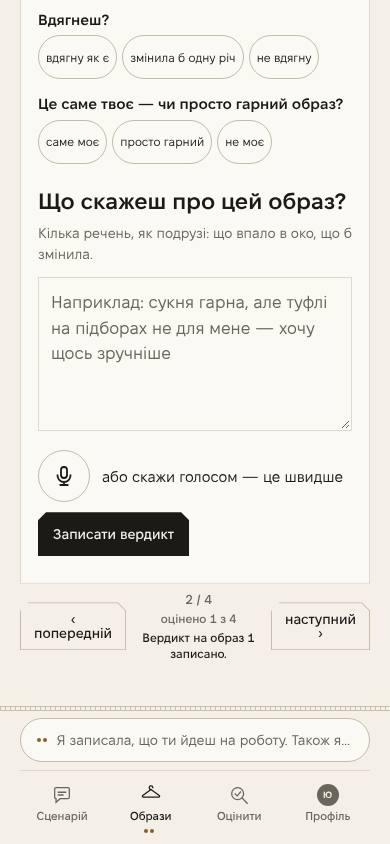 Вдягнеш?
вдягну як є змінила б одну річ не вдягну
Це саме твоє — чи просто гарний образ?
саме моє просто гарний не моє
Що скажеш про цей образ?
Кілька речень, як подрузі: що впало в око, що б
змінила.
Наприклад: сукня гарна, але туфлі
на підборах не для мене — хочу
щось зручніше
або скажи голосом — це швидше
Записати вердикт
‹
попередній
2 / 4
оцінено 1 з 4
Вердикт на образ 1
записано.
наступний
›
Я записала, що ти йдеш на роботу. Також я...
Сценарій Образи Оцінити Ю Профіль